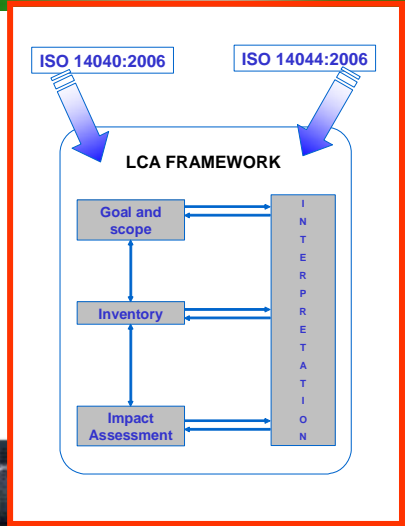 ISO 14040:2006
ISO 14044:2006
LCA FRAMEWORK
Goal and
scope
Inventory
Impact
Assessment
I
N
T
E
R
P
R
E
T
A
T
I
O
N